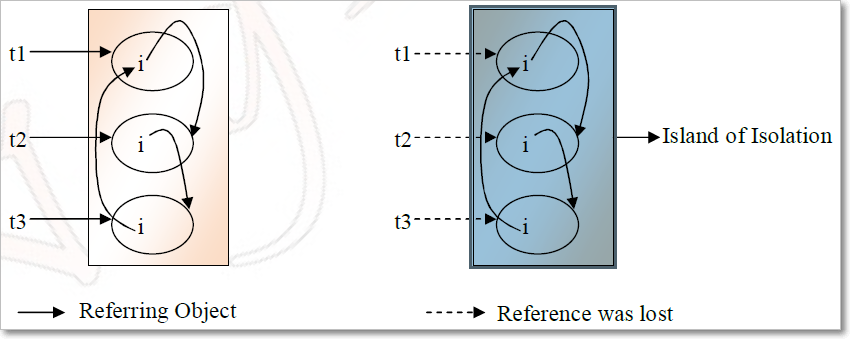 t1 i t1 i
t2 i t2 i Island of Isolation
t3 i t3 i
Referring Object Reference was lost